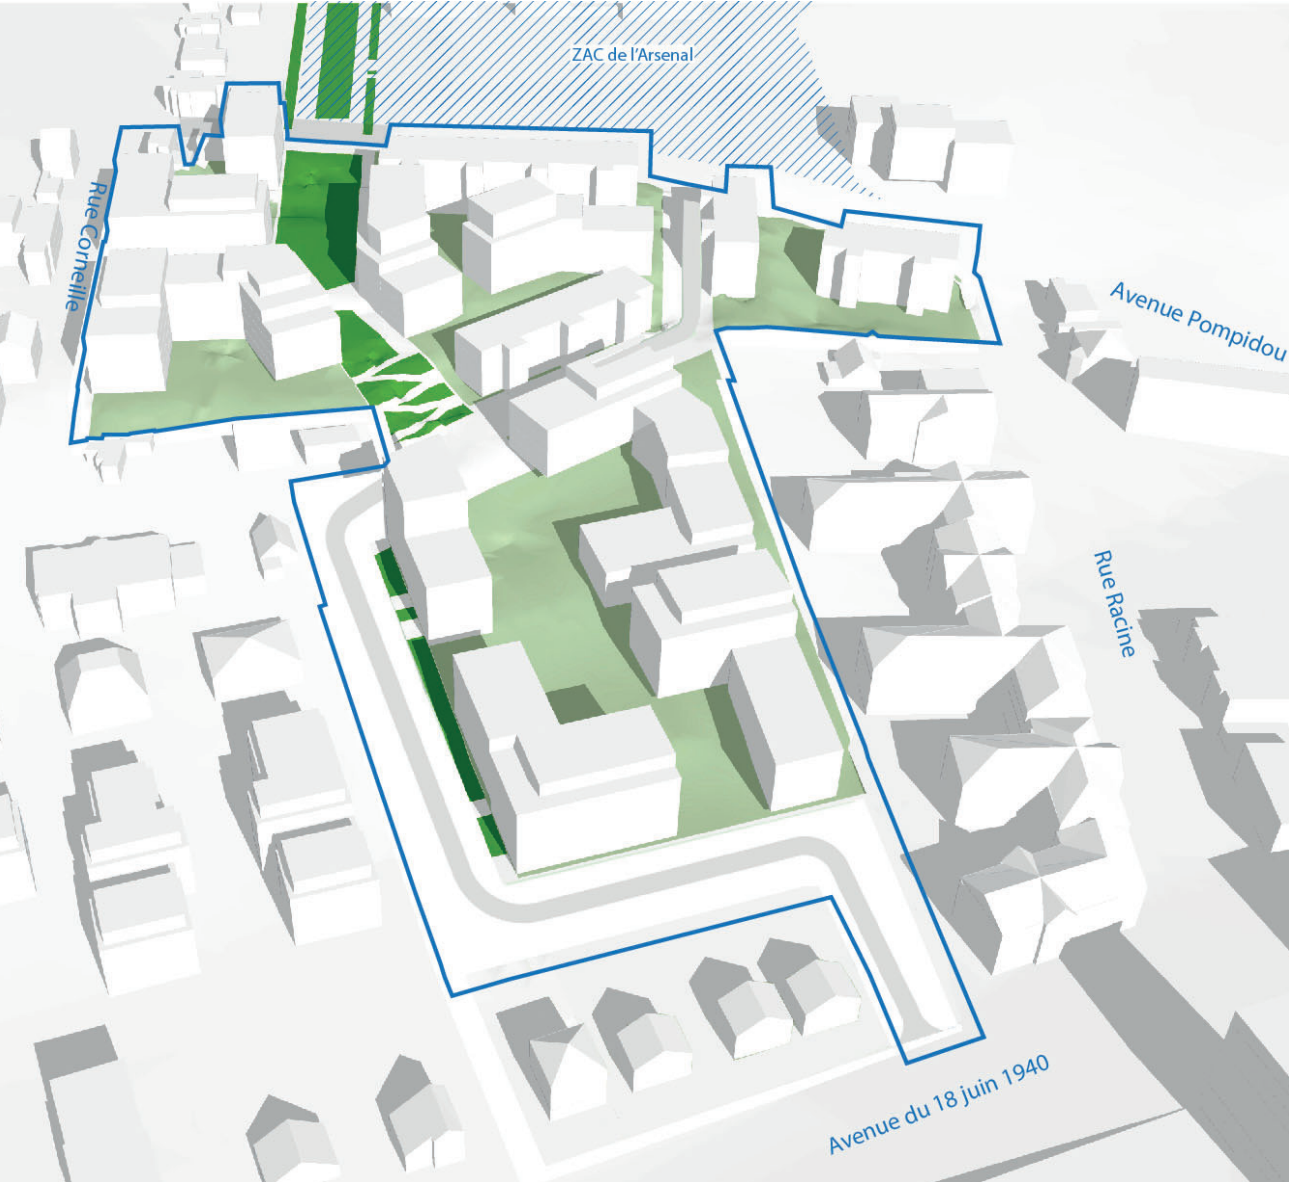 ZAC de l'Arsenal
Rue Corneille
Avenue Pompidou
Rue Racine
Avenue du 18 juin 1940